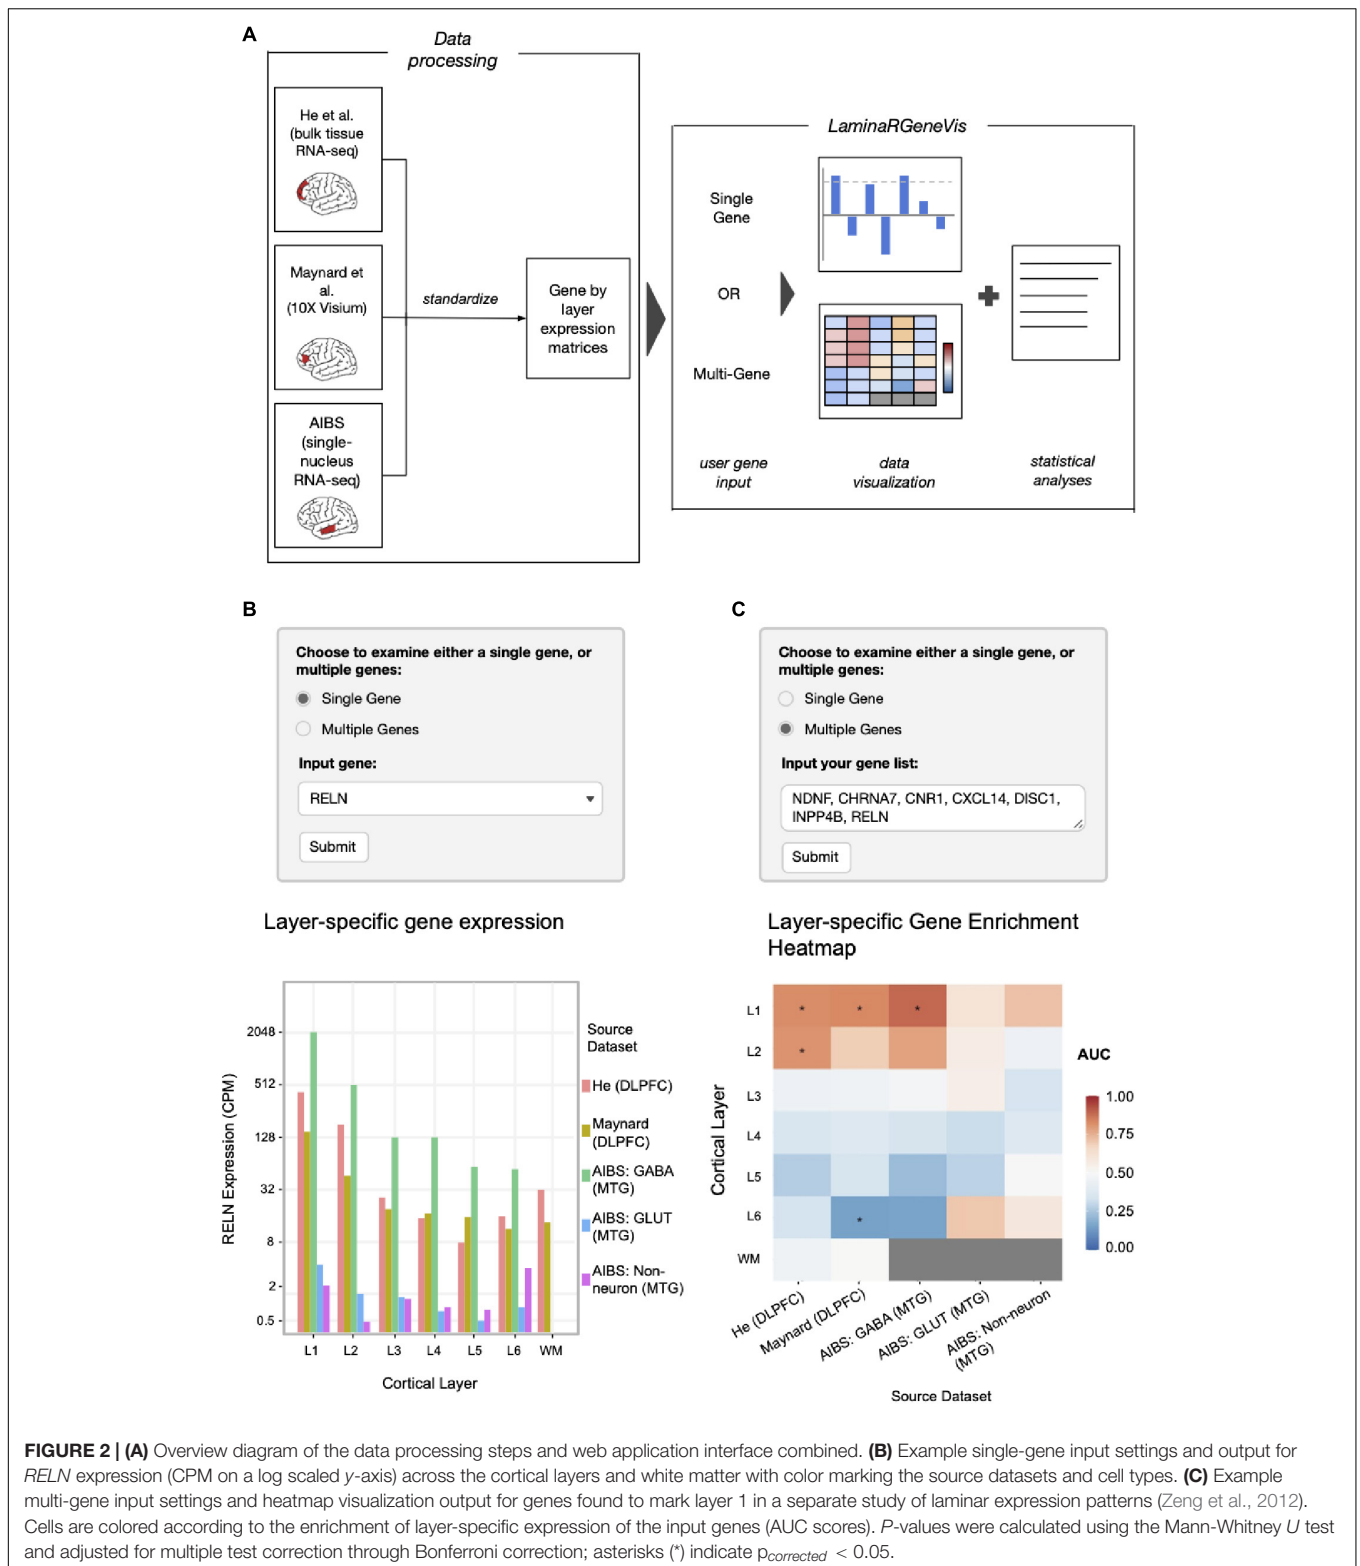 A
Data
processing
He et al.
(bulk tissue
RNA-seq)
Maynard et
al.
(10X Visium)
AIBS
(single-
nucleus
RNA-seq)
standardize
Gene by
layer
expression
matrices
LaminaRGeneVis
Single
Gene
OR
Multi-Gene
user gene
input
data
visualization
statistical
analyses
B
Choose to examine either a single gene, or
multiple genes:
Single Gene
Multiple Genes
Input gene:
RELN
Submit
Layer-specific gene expression
RELN Expression (CPM)
2048
512
128
32
8
2
0.5
L1
L2
L3
L4
L5
L6
WM
Cortical Layer
Source
Dataset
He (DLPFC)
Maynard
(DLPFC)
AIBS: GABA
(MTG)
AIBS: GLUT
(MTG)
AIBS: Non-
neuron (MTG)
C
Choose to examine either a single gene, or
multiple genes:
Single Gene
Multiple Genes
Input your gene list:
NDNF, CHRNA7, CNR1, CXCL14, DISC1,
INPP4B, RELN
Submit
Layer-specific Gene Enrichment
Heatmap
Cortical Layer
L1
* * *
L2
*
L3
L4
L5
L6
*
WM
He (DLPFC)
Maynard (DLPFC)
AIBS: GABA (MTG)
AIBS: GLUT (MTG)
AIBS: Non-neuron
(MTG)
Source Dataset
AUC
1.00
0.75
0.50
0.25
0.00
FIGURE 2 | (A) Overview diagram of the data processing steps and web application interface combined. (B) Example single-gene input settings and output for
RELN expression (CPM on a log scaled y-axis) across the cortical layers and white matter with color marking the source datasets and cell types. (C) Example
multi-gene input settings and heatmap visualization output for genes found to mark layer 1 in a separate study of laminar expression patterns (Zeng et al., 2012).
Cells are colored according to the enrichment of layer-specific expression of the input genes (AUC scores). P-values were calculated using the Mann-Whitney U test
and adjusted for multiple test correction through Bonferroni correction; asterisks (*) indicate pcorrected < 0.05.